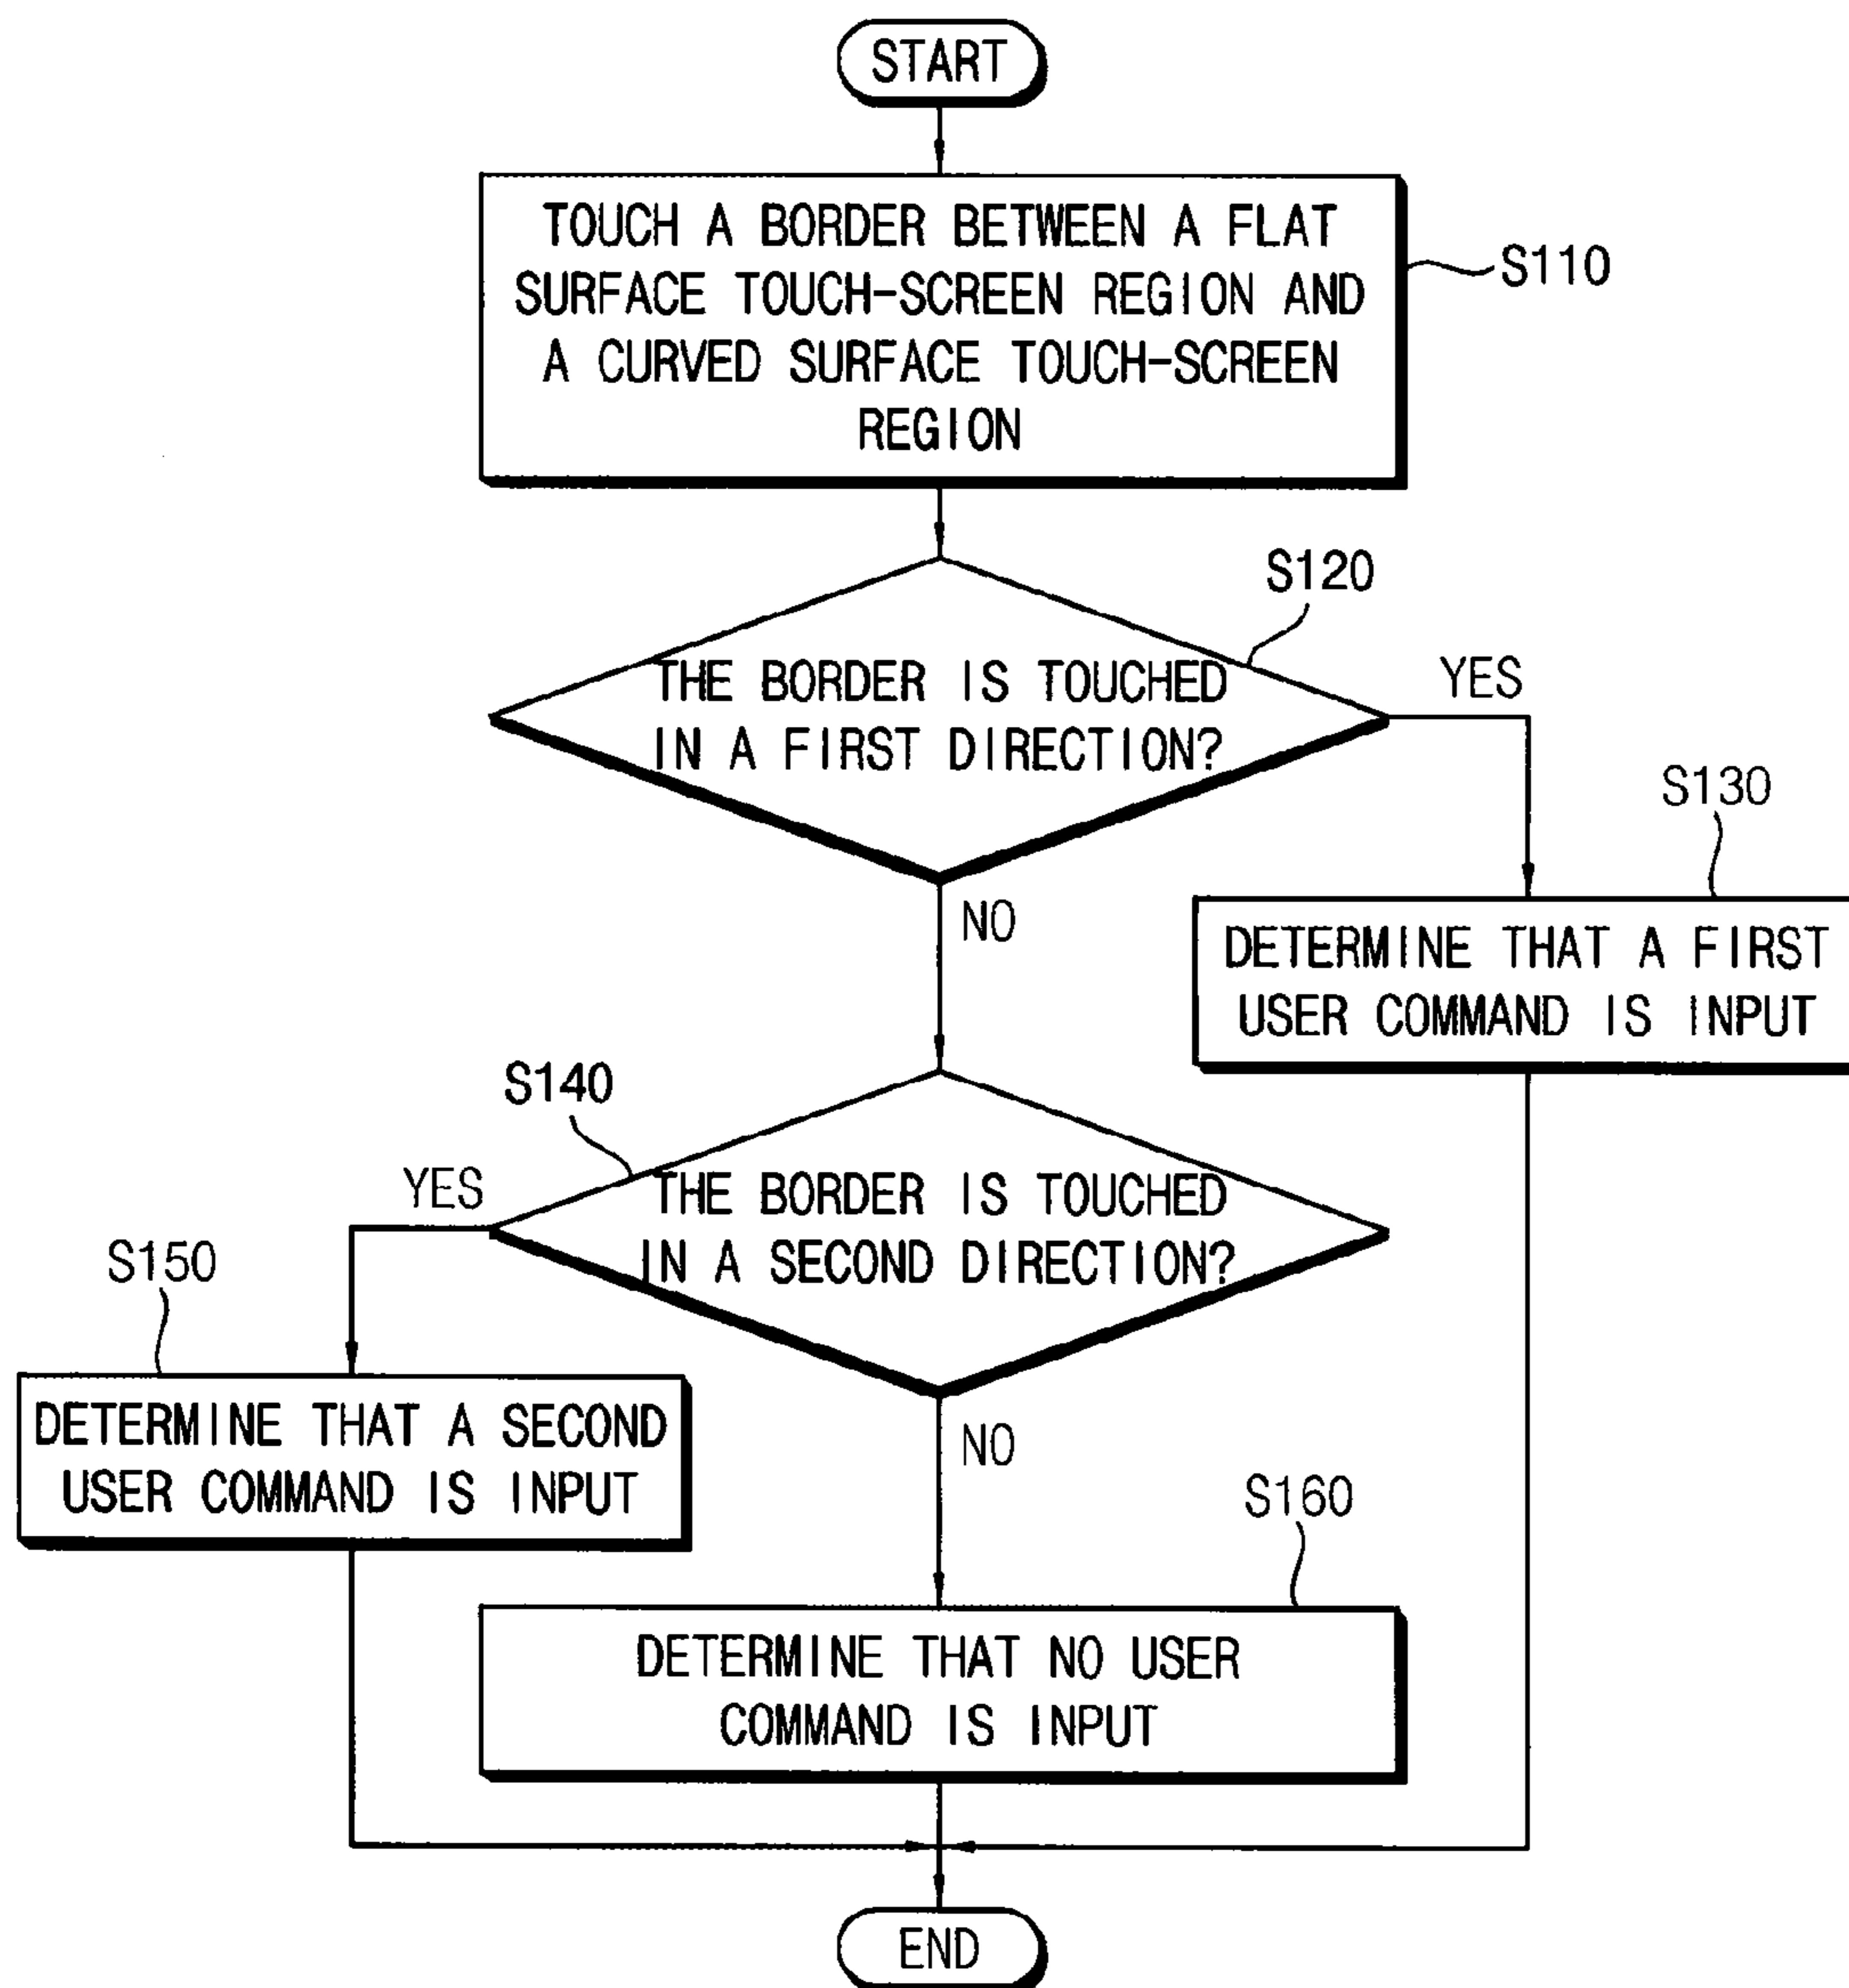 START
TOUCH A BORDER BETWEEN A FLAT
SURFACE TOUCH-SCREEN REGION AND
A CURVED SURFACE TOUCH-SCREEN
REGION
S110
S120
THE BORDER IS TOUCHED
IN A FIRST DIRECTION?
YES
S130
NO
DETERMINE THAT A FIRST
USER COMMAND IS INPUT
S140
YES
THE BORDER IS TOUCHED
IN A SECOND DIRECTION?
S150
DETERMINE THAT A SECOND
USER COMMAND IS INPUT
NO
S160
DETERMINE THAT NO USER
COMMAND IS INPUT
END